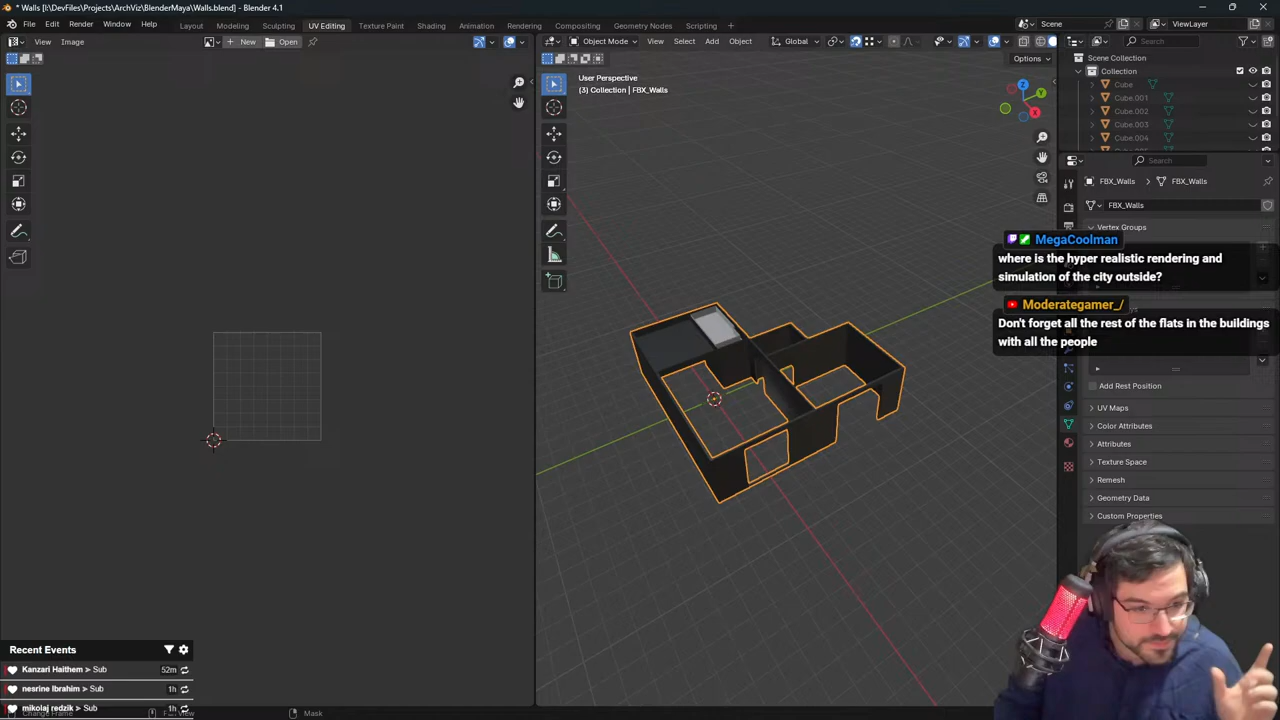 * Walls [I:\DevFiles\Projects\ArchViz\BlenderMaya\Walls.blend] - Blender 4.1
File Edit Render Window Help Layout Modeling Sculpting UV Editing Texture Paint Shading Animation Rendering Compositing Geometry Nodes Scripting + Scene ViewLayer
View Image New Open Object Mode View Select Add Object Global Search
Options
User Perspective
(3) Collection | FBX_Walls
Z
Y
X
Scene Collection
Collection
Cube
Cube.001
Cube.002
Cube.003
Cube.004
Search
FBX_Walls > FBX_Walls
FBX_Walls
Vertex Groups
MegaCoolman
where is the hyper realistic rendering and
simulation of the city outside?
Moderategamer_/
Don't forget all the rest of the flats in the buildings
with all the people
Add Rest Position
UV Maps
Color Attributes
Attributes
Texture Space
Remesh
Geometry Data
Custom Properties
Recent Events
Kanzari Haithem > Sub 52m
nesrine Ibrahim > Sub 1h
mikolaj redzik > Sub 1h
Change Frame
Mask